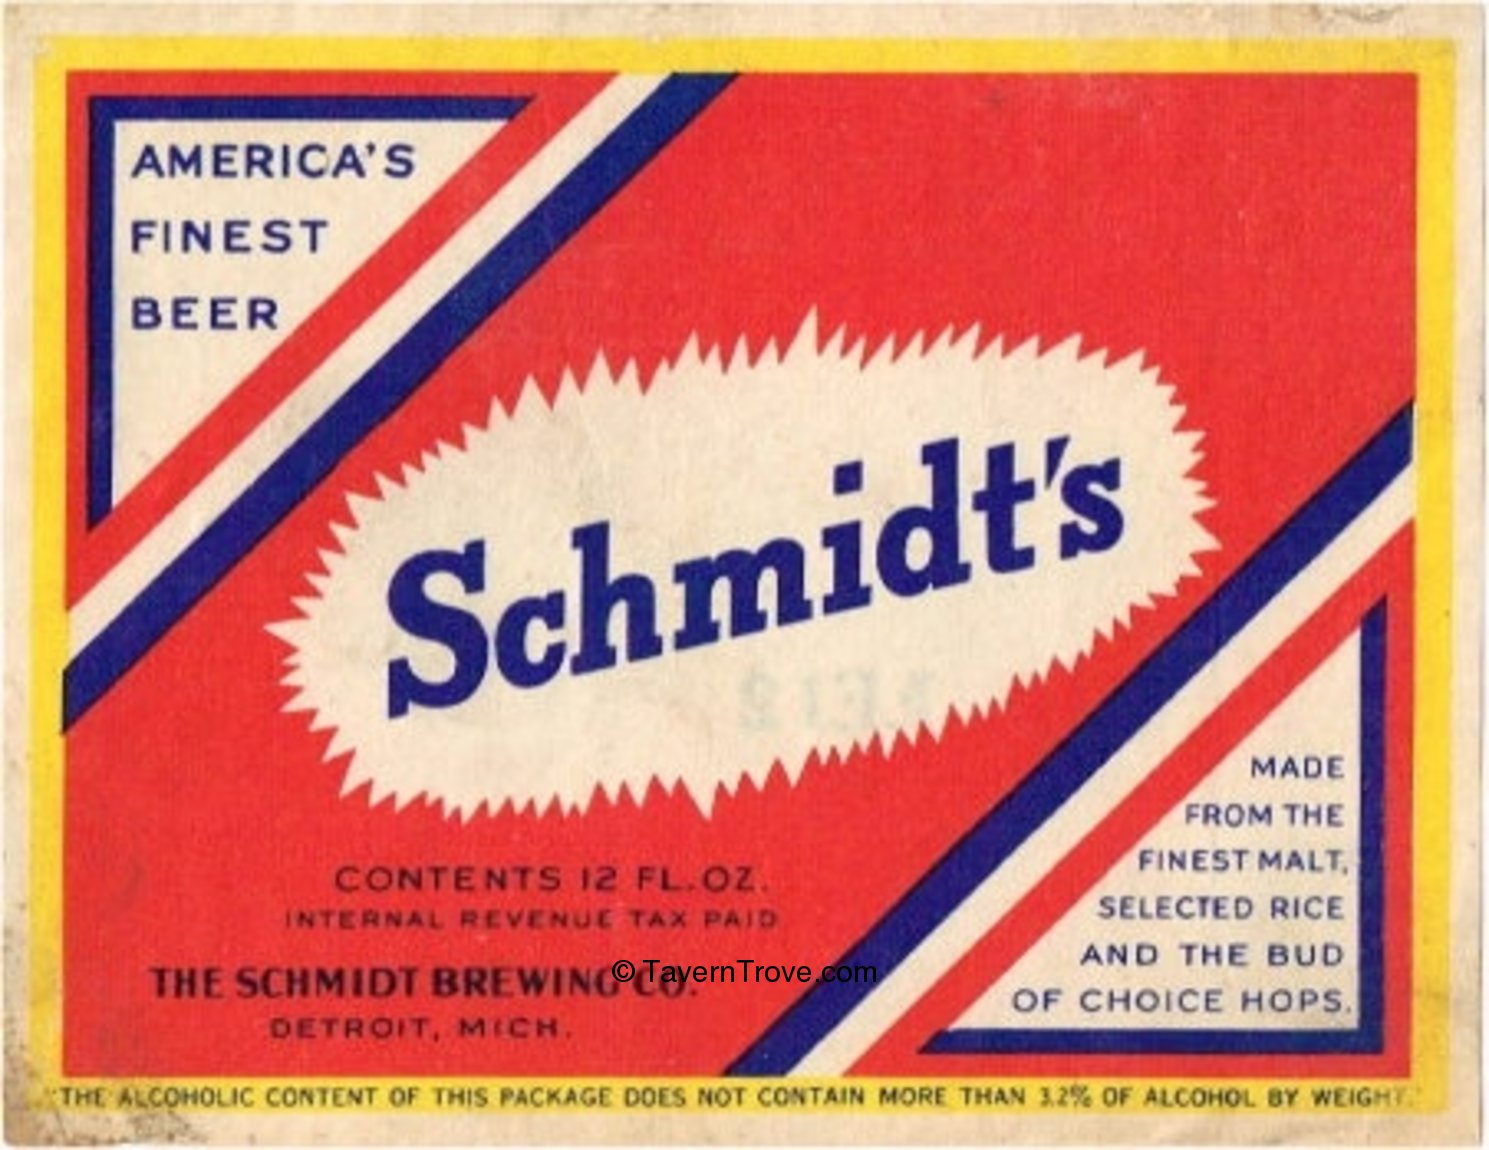 AMERICA'S
FINEST
BEER
Schmidt's
CONTENTS 12 FL. OZ.
INTERNAL REVENUE TAX PAID
THE SCHMIDT BREWING CO.
© TavernTrove.com
DETROIT, MICH.
MADE
FROM THE
FINEST MALT,
SELECTED RICE
AND THE BUD
OF CHOICE HOPS.
"THE ALCOHOLIC CONTENT OF THIS PACKAGE DOES NOT CONTAIN MORE THAN 3.2% OF ALCOHOL BY WEIGHT."